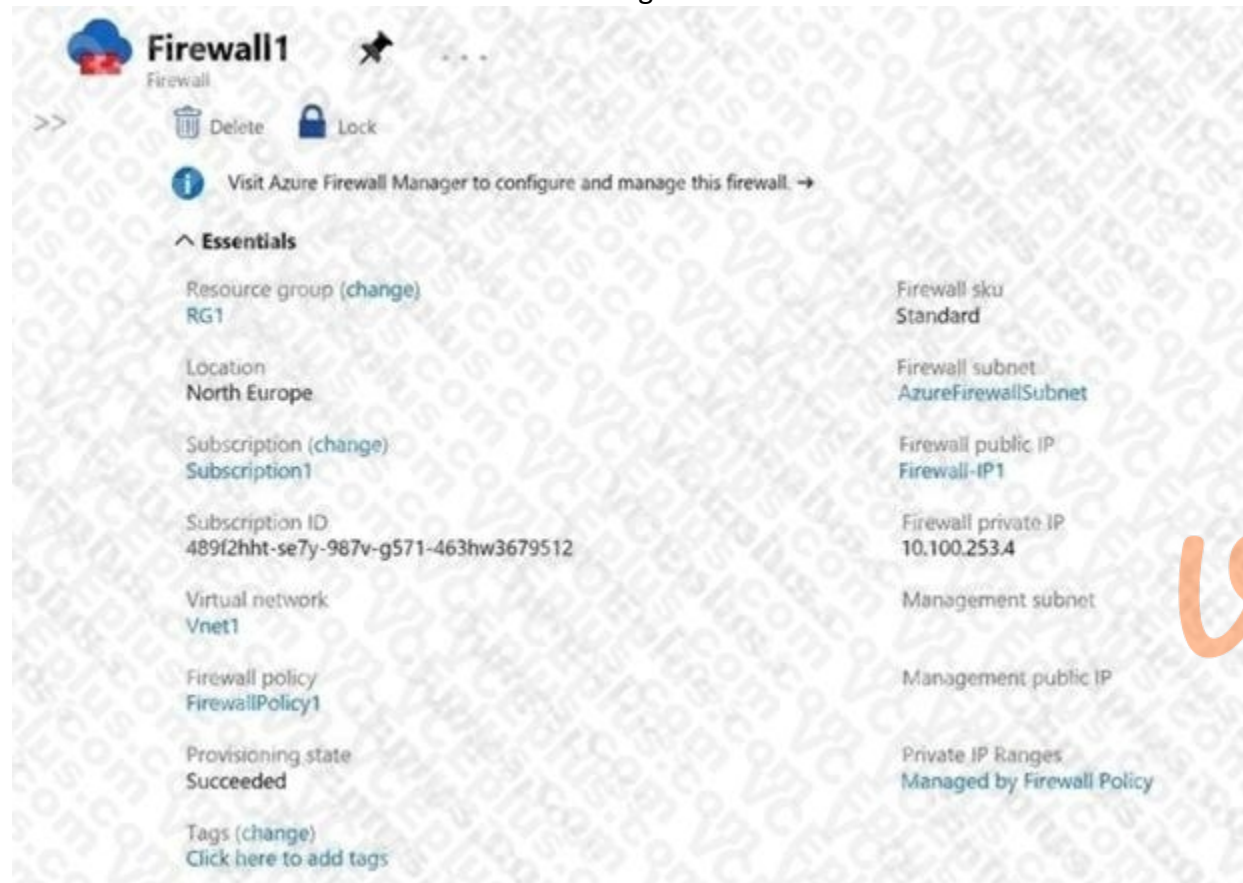 Firewall1
Firewall
>>
Delete Lock
Visit Azure Firewall Manager to configure and manage this firewall. →
Essentials
Resource group (change)
RG1
Location
North Europe
Subscription (change)
Subscription1
Subscription ID
489f2hht-se7y-987v-g571-463hw3679512
Virtual network
Vnet1
Firewall policy
FirewallPolicy1
Provisioning state
Succeeded
Tags (change)
Click here to add tags
Firewall sku
Standard
Firewall subnet
AzureFirewallSubnet
Firewall public IP
Firewall-IP1
Firewall private IP
10.100.253.4
Management subnet
Management public IP
Private IP Ranges
Managed by Firewall Policy